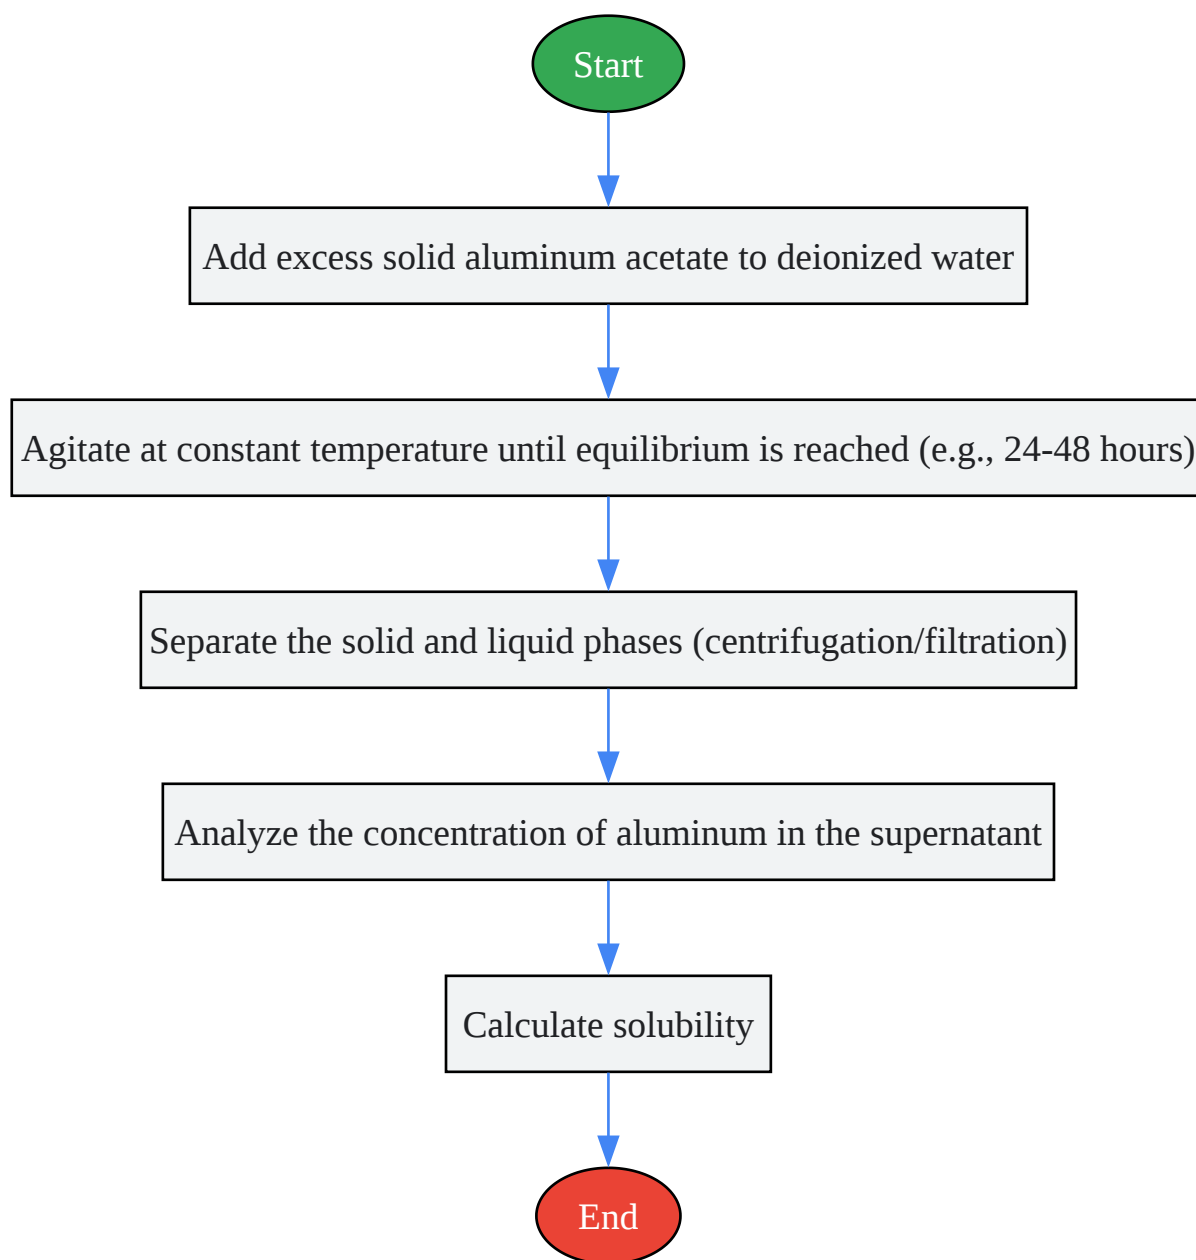 Start
Add excess solid aluminum acetate to deionized water
Agitate at constant temperature until equilibrium is reached (e.g., 24-48 hours)
Separate the solid and liquid phases (centrifugation/filtration)
Analyze the concentration of aluminum in the supernatant
Calculate solubility
End